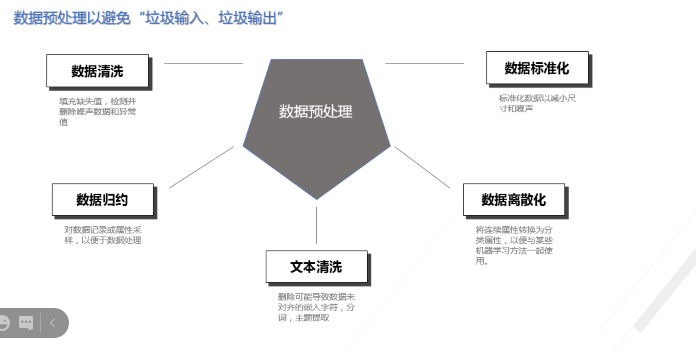 数据预处理以避免“垃圾输入、垃圾输出”
数据清洗
填充缺失值，检测并
删除噪声数据和异常
值
数据预处理
数据标准化
标准化数据以减小尺
寸和噪声
数据归约
对数据记录或属性采
样，以便于数据处理
数据离散化
将连续属性转换为分
类属性，以便与某些
机器学习方法一起使
用。
文本清洗
删除可能导致数据未
对齐的嵌入字符，分
词，主题提取